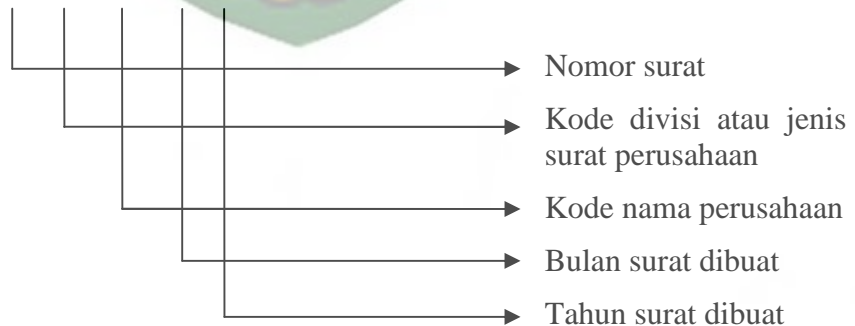 Nomor surat
Kode divisi atau jenis
surat perusahaan
Kode nama perusahaan
Bulan surat dibuat
Tahun surat dibuat